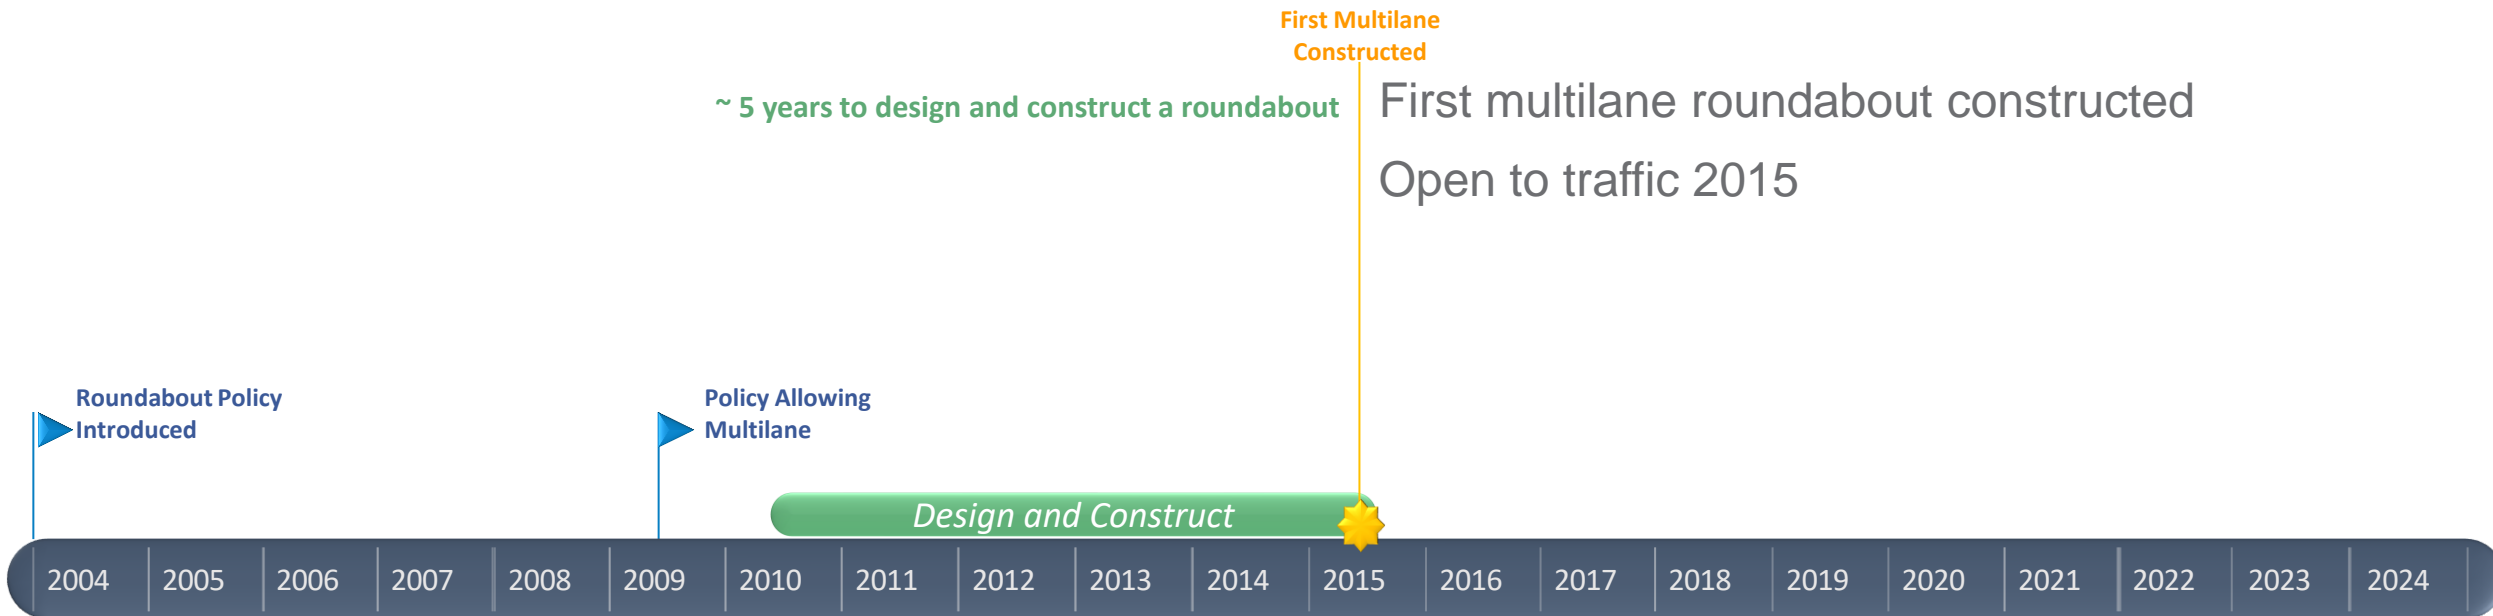 First Multilane
Constructed
~ 5 years to design and construct a roundabout
First multilane roundabout constructed
Open to traffic 2015
Roundabout Policy
Introduced
Policy Allowing
Multilane
Design and Construct
2004 2005 2006 2007 2008 2009 2010 2011 2012 2013 2014 2015 2016 2017 2018 2019 2020 2021 2022 2023 2024